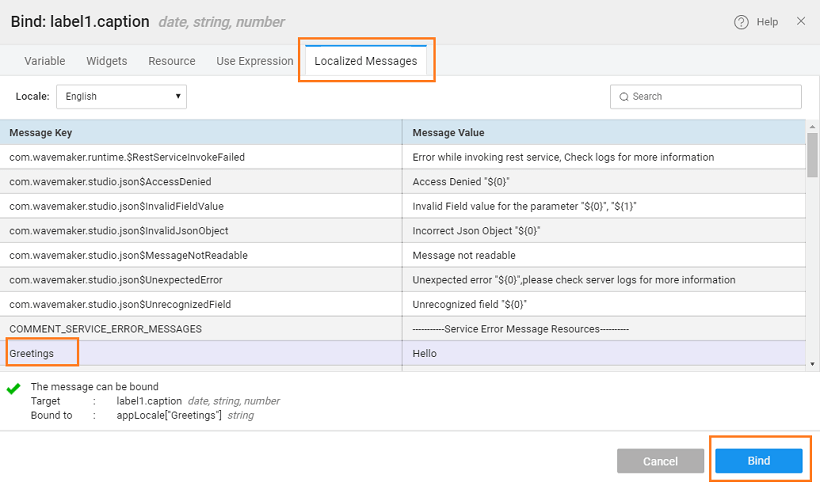 Bind: label1.caption date, string, number
Help
Variable Widgets Resource Use Expression Localized Messages
Locale: English Search
Message Key Message Value
com.wavemaker.runtime.$RestServiceInvokeFailed Error while invoking rest service, Check logs for more information
com.wavemaker.studio.json$AccessDenied Access Denied "${0}"
com.wavemaker.studio.json$InvalidFieldValue Invalid Field value for the parameter "${0}", "${1}"
com.wavemaker.studio.json$InvalidJsonObject Incorrect Json Object "${0}"
com.wavemaker.studio.json$MessageNotReadable Message not readable
com.wavemaker.studio.json$UnexpectedError Unexpected error "${0}",please check server logs for more information
com.wavemaker.studio.json$UnrecognizedField Unrecognized field "${0}"
COMMENT_SERVICE_ERROR_MESSAGES -----------Service Error Message Resources----------
Greetings Hello
The message can be bound
Target : label1.caption date, string, number
Bound to : appLocale["Greetings"] string
Cancel Bind